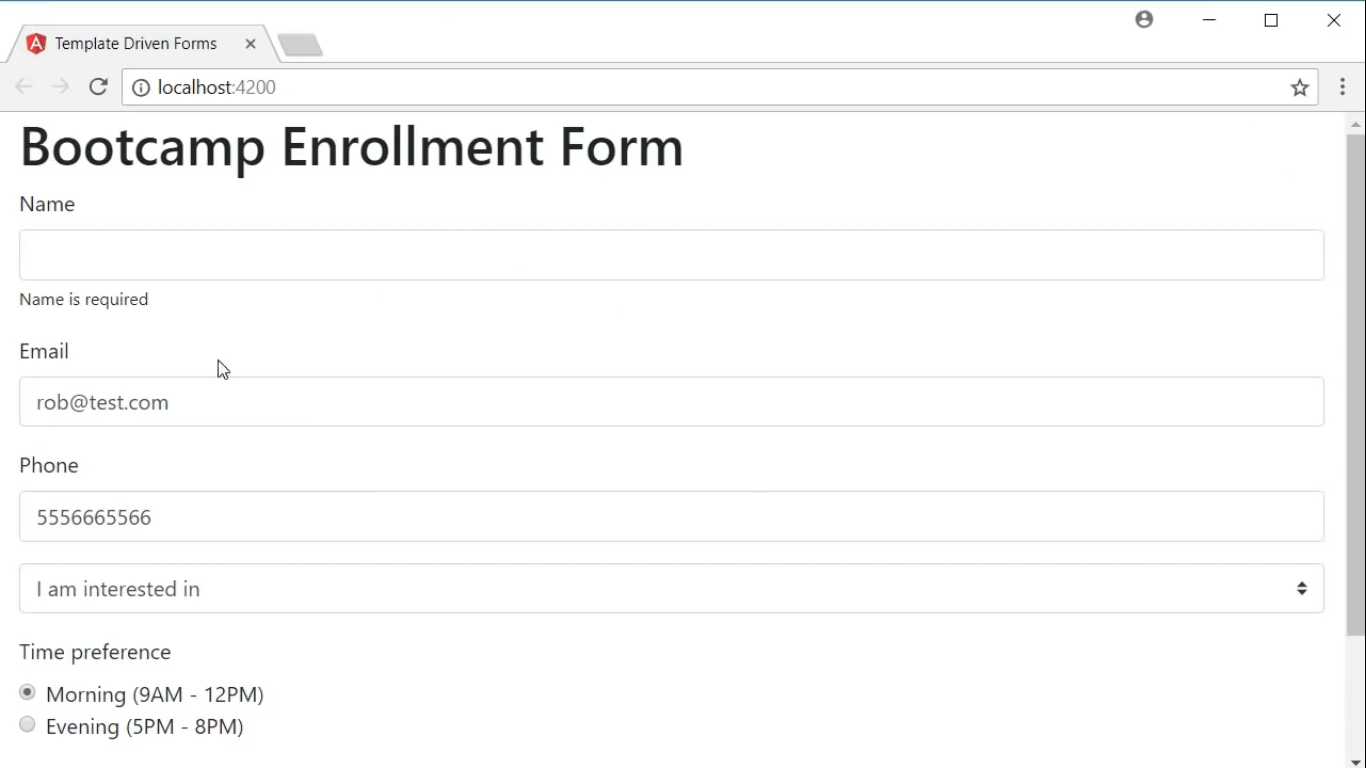 Template Driven Forms
localhost:4200
Bootcamp Enrollment Form
Name
Name is required
Email
rob@test.com
Phone
5556665566
I am interested in
Time preference
Morning (9AM - 12PM)
Evening (5PM - 8PM)